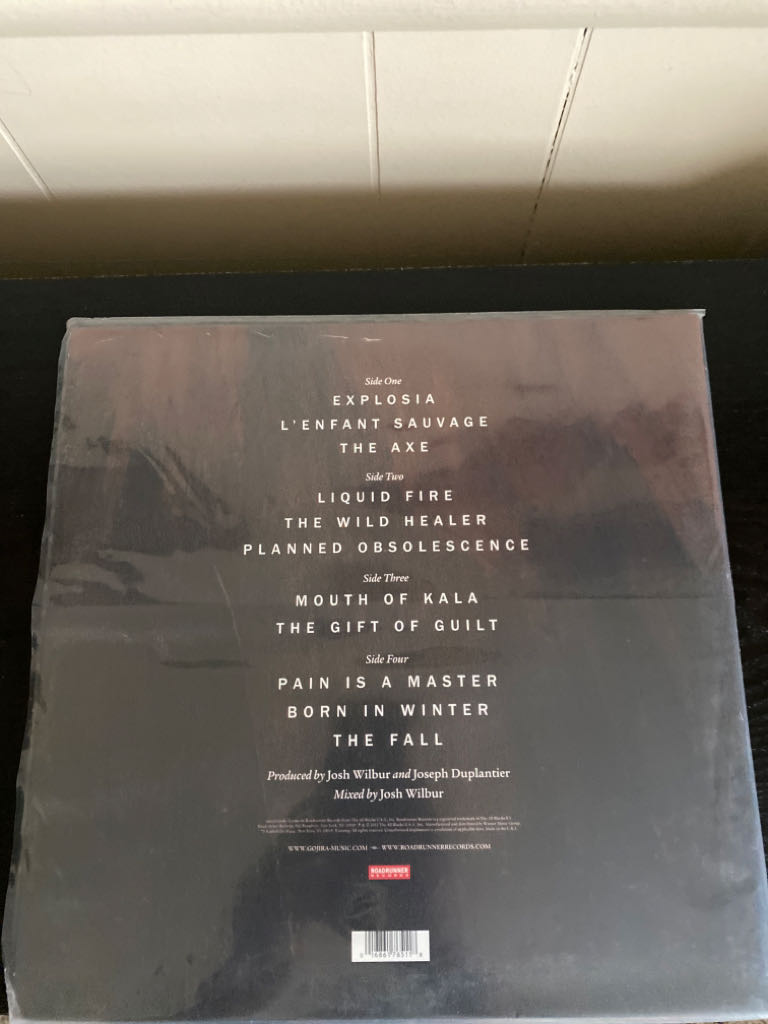 Side One
EXPLOSIA
L'ENFANT SAUVAGE
THE AXE
Side Two
LIQUID FIRE
THE WILD HEALER
PLANNED OBSOLESCENCE
Side Three
MOUTH OF KALA
THE GIFT OF GUILT
Side Four
PAIN IS A MASTER
BORN IN WINTER
THE FALL
Produced by Josh Wilbur and Joseph Duplantier
Mixed by Josh Wilbur
WWW.GOJIRA-MUSIC.COM WWW.ROADRUNNERRECORDS.COM
ROADRUNNER
RECORDS